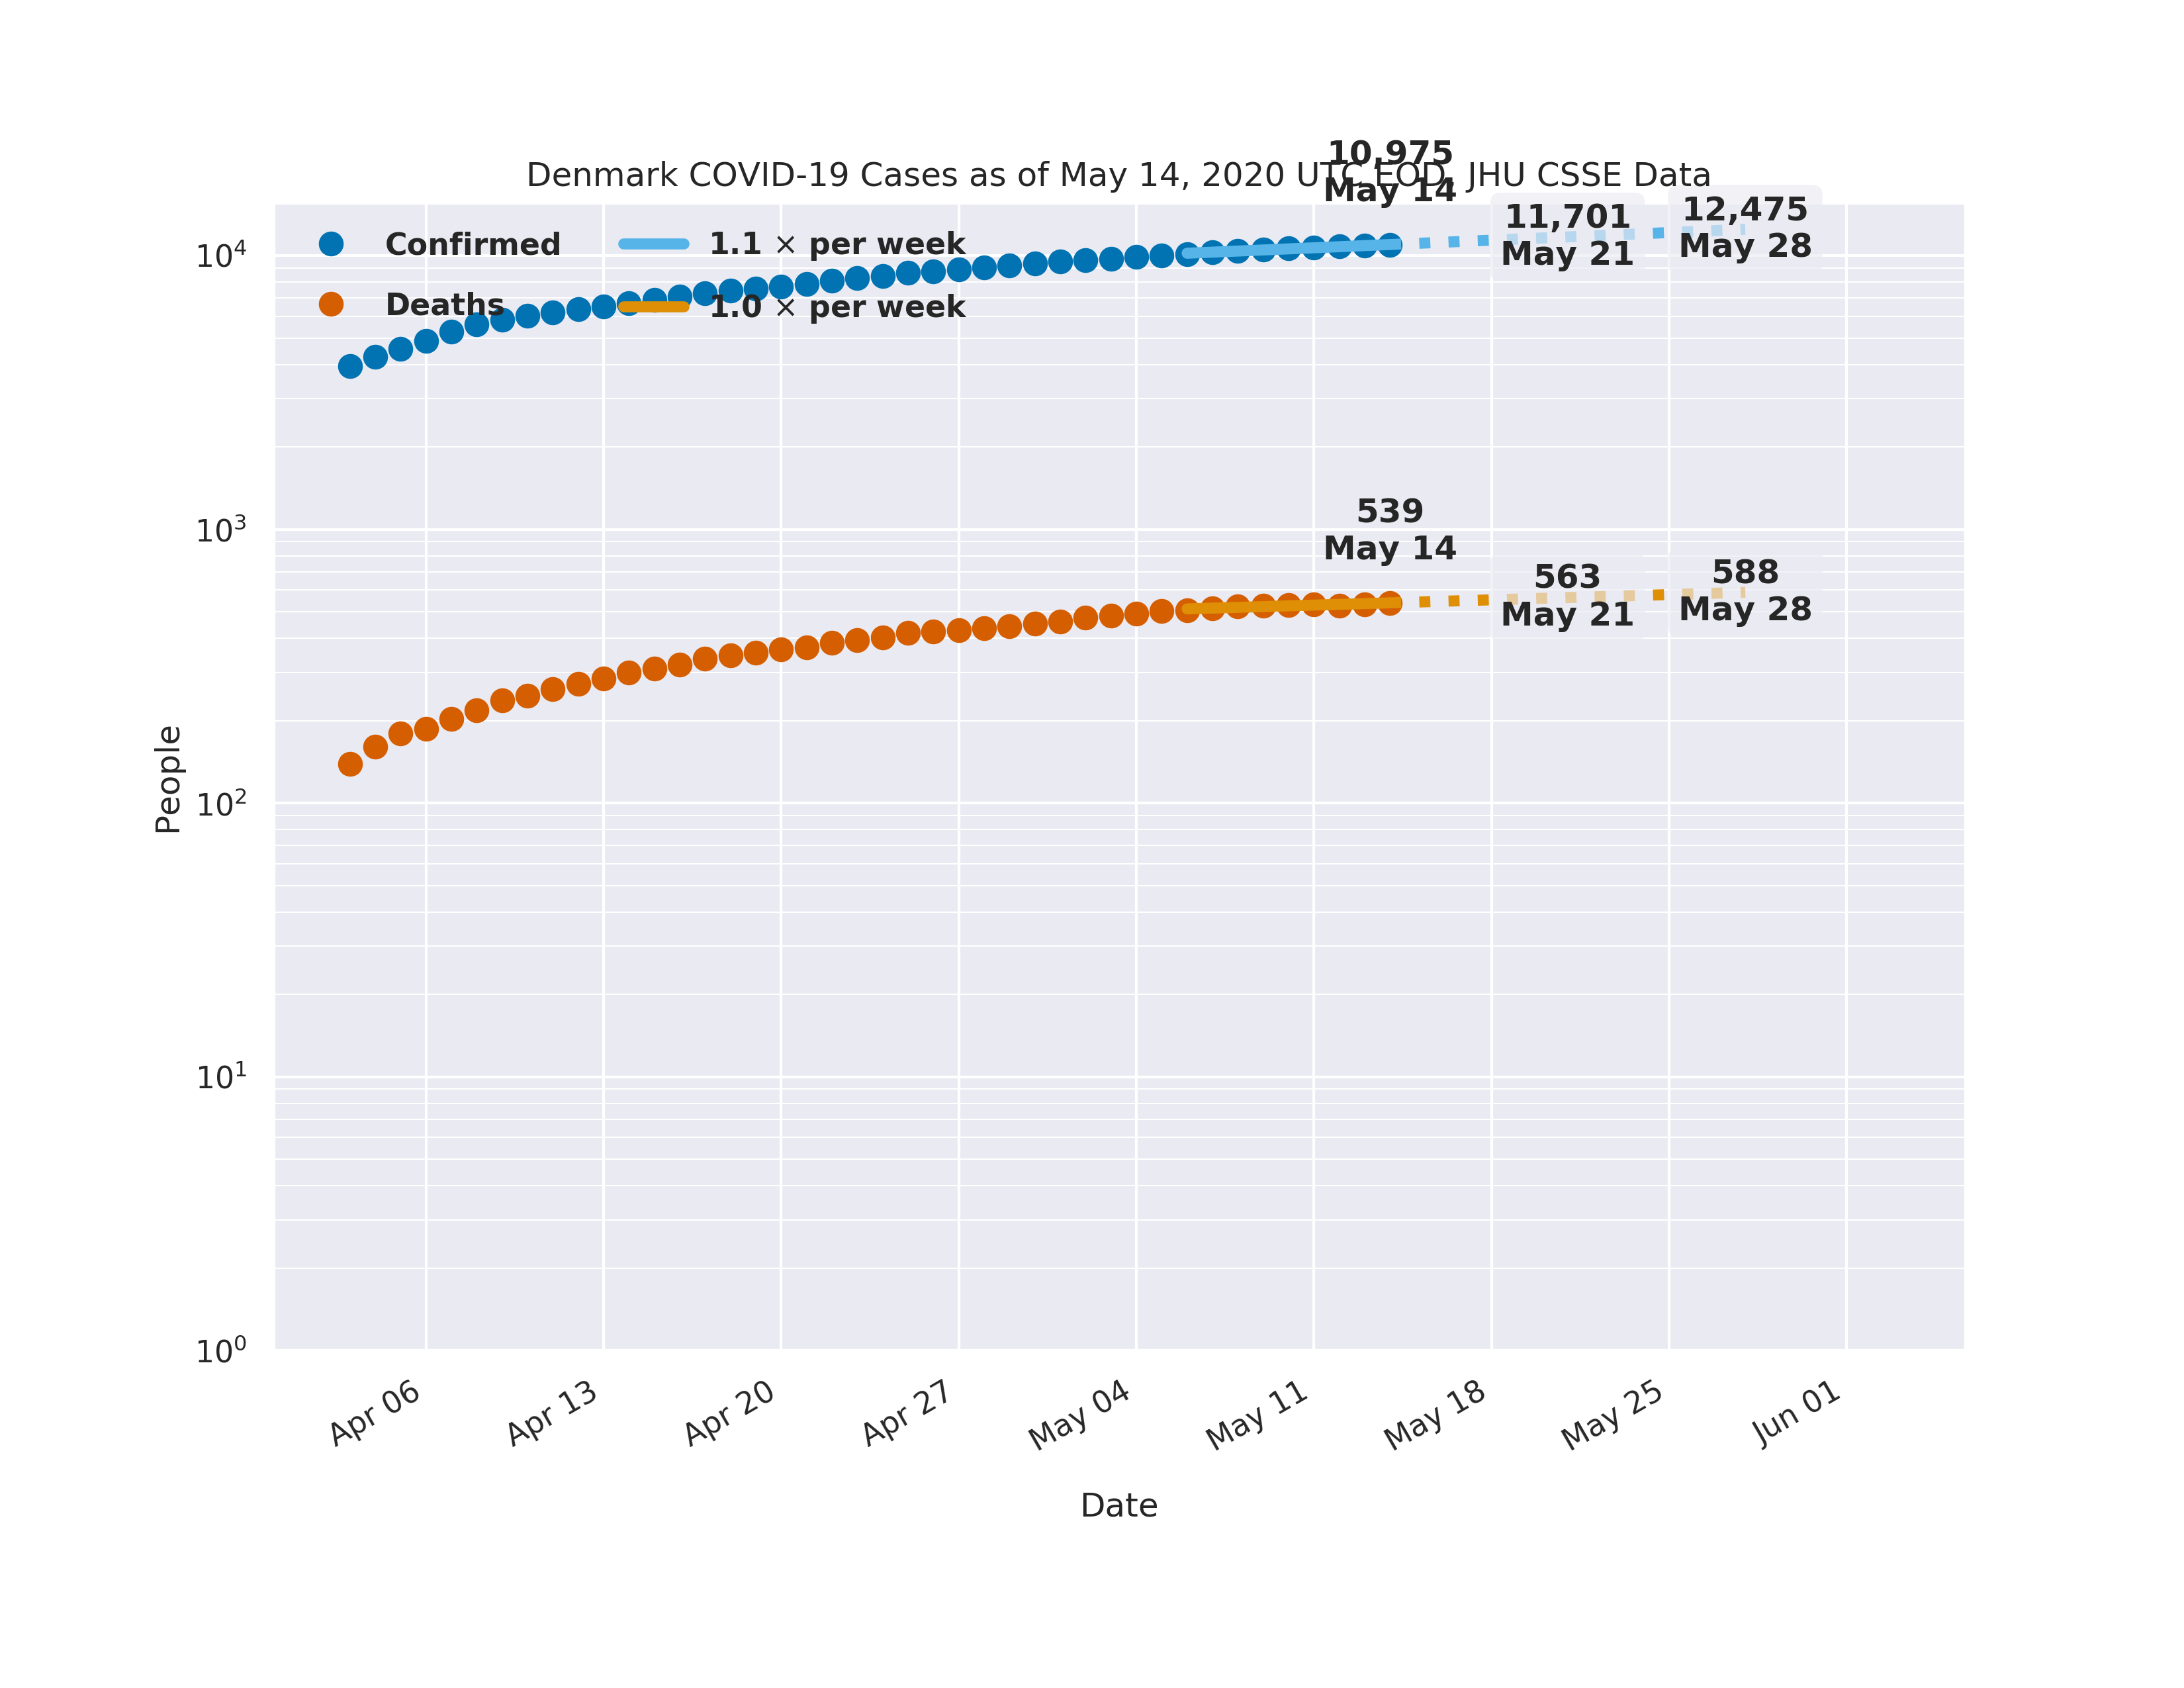 10,975
May 14
Denmark COVID-19 Cases as of May 14, 2020 UTC EOD, JHU CSSE Data
Confirmed
Deaths
1.1 × per week
1.0 × per week
11,701
May 21
12,475
May 28
539
May 14
563
May 21
588
May 28
People
10⁴
10³
10²
10¹
10⁰
Apr 06
Apr 13
Apr 20
Apr 27
May 04
May 11
May 18
May 25
Jun 01
Date